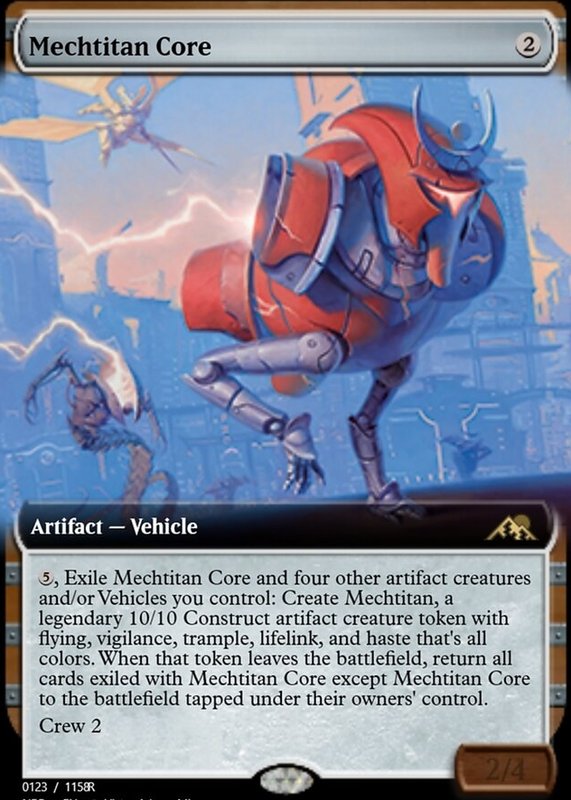 Mechtitan Core 2
Artifact — Vehicle
5, Exile Mechtitan Core and four other artifact creatures
and/or Vehicles you control: Create Mechtitan, a
legendary 10/10 Construct artifact creature token with
flying, vigilance, trample, lifelink, and haste that's all
colors. When that token leaves the battlefield, return all
cards exiled with Mechtitan Core except Mechtitan Core
to the battlefield tapped under their owners' control.
Crew 2
2/4
0123 / 1158R